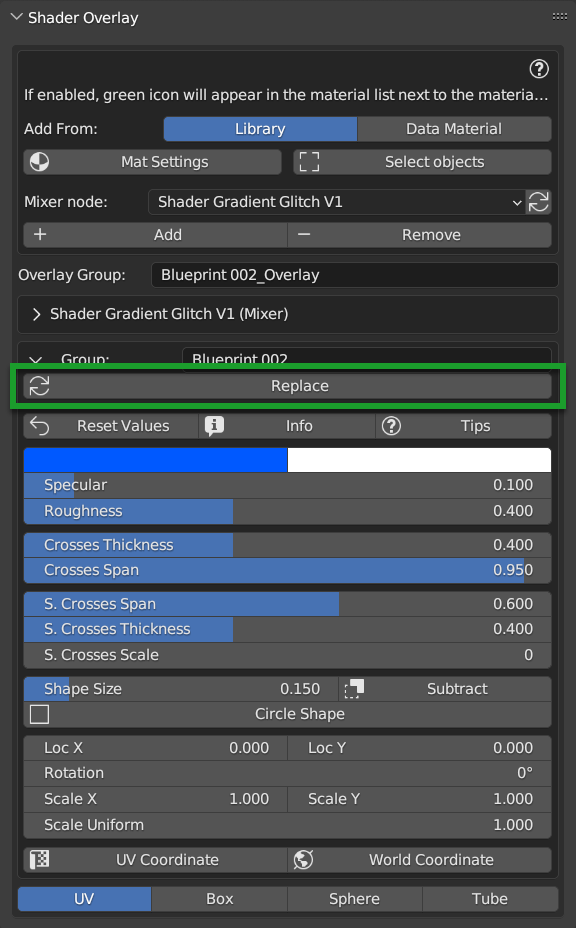 Shader Overlay
If enabled, green icon will appear in the material list next to the materia...
Add From: Library Data Material
Mat Settings Select objects
Mixer node: Shader Gradient Glitch V1
Add Remove
Overlay Group: Blueprint 002_Overlay
Shader Gradient Glitch V1 (Mixer)
Group: Blueprint 002
Replace
Reset Values Info Tips
Specular 0.100
Roughness 0.400
Crosses Thickness 0.400
Crosses Span 0.950
S. Crosses Span 0.600
S. Crosses Thickness 0.400
S. Crosses Scale 0
Shape Size 0.150 Subtract
Circle Shape
Loc X 0.000 Loc Y 0.000
Rotation 0°
Scale X 1.000 Scale Y 1.000
Scale Uniform 1.000
UV Coordinate World Coordinate
UV Box Sphere Tube